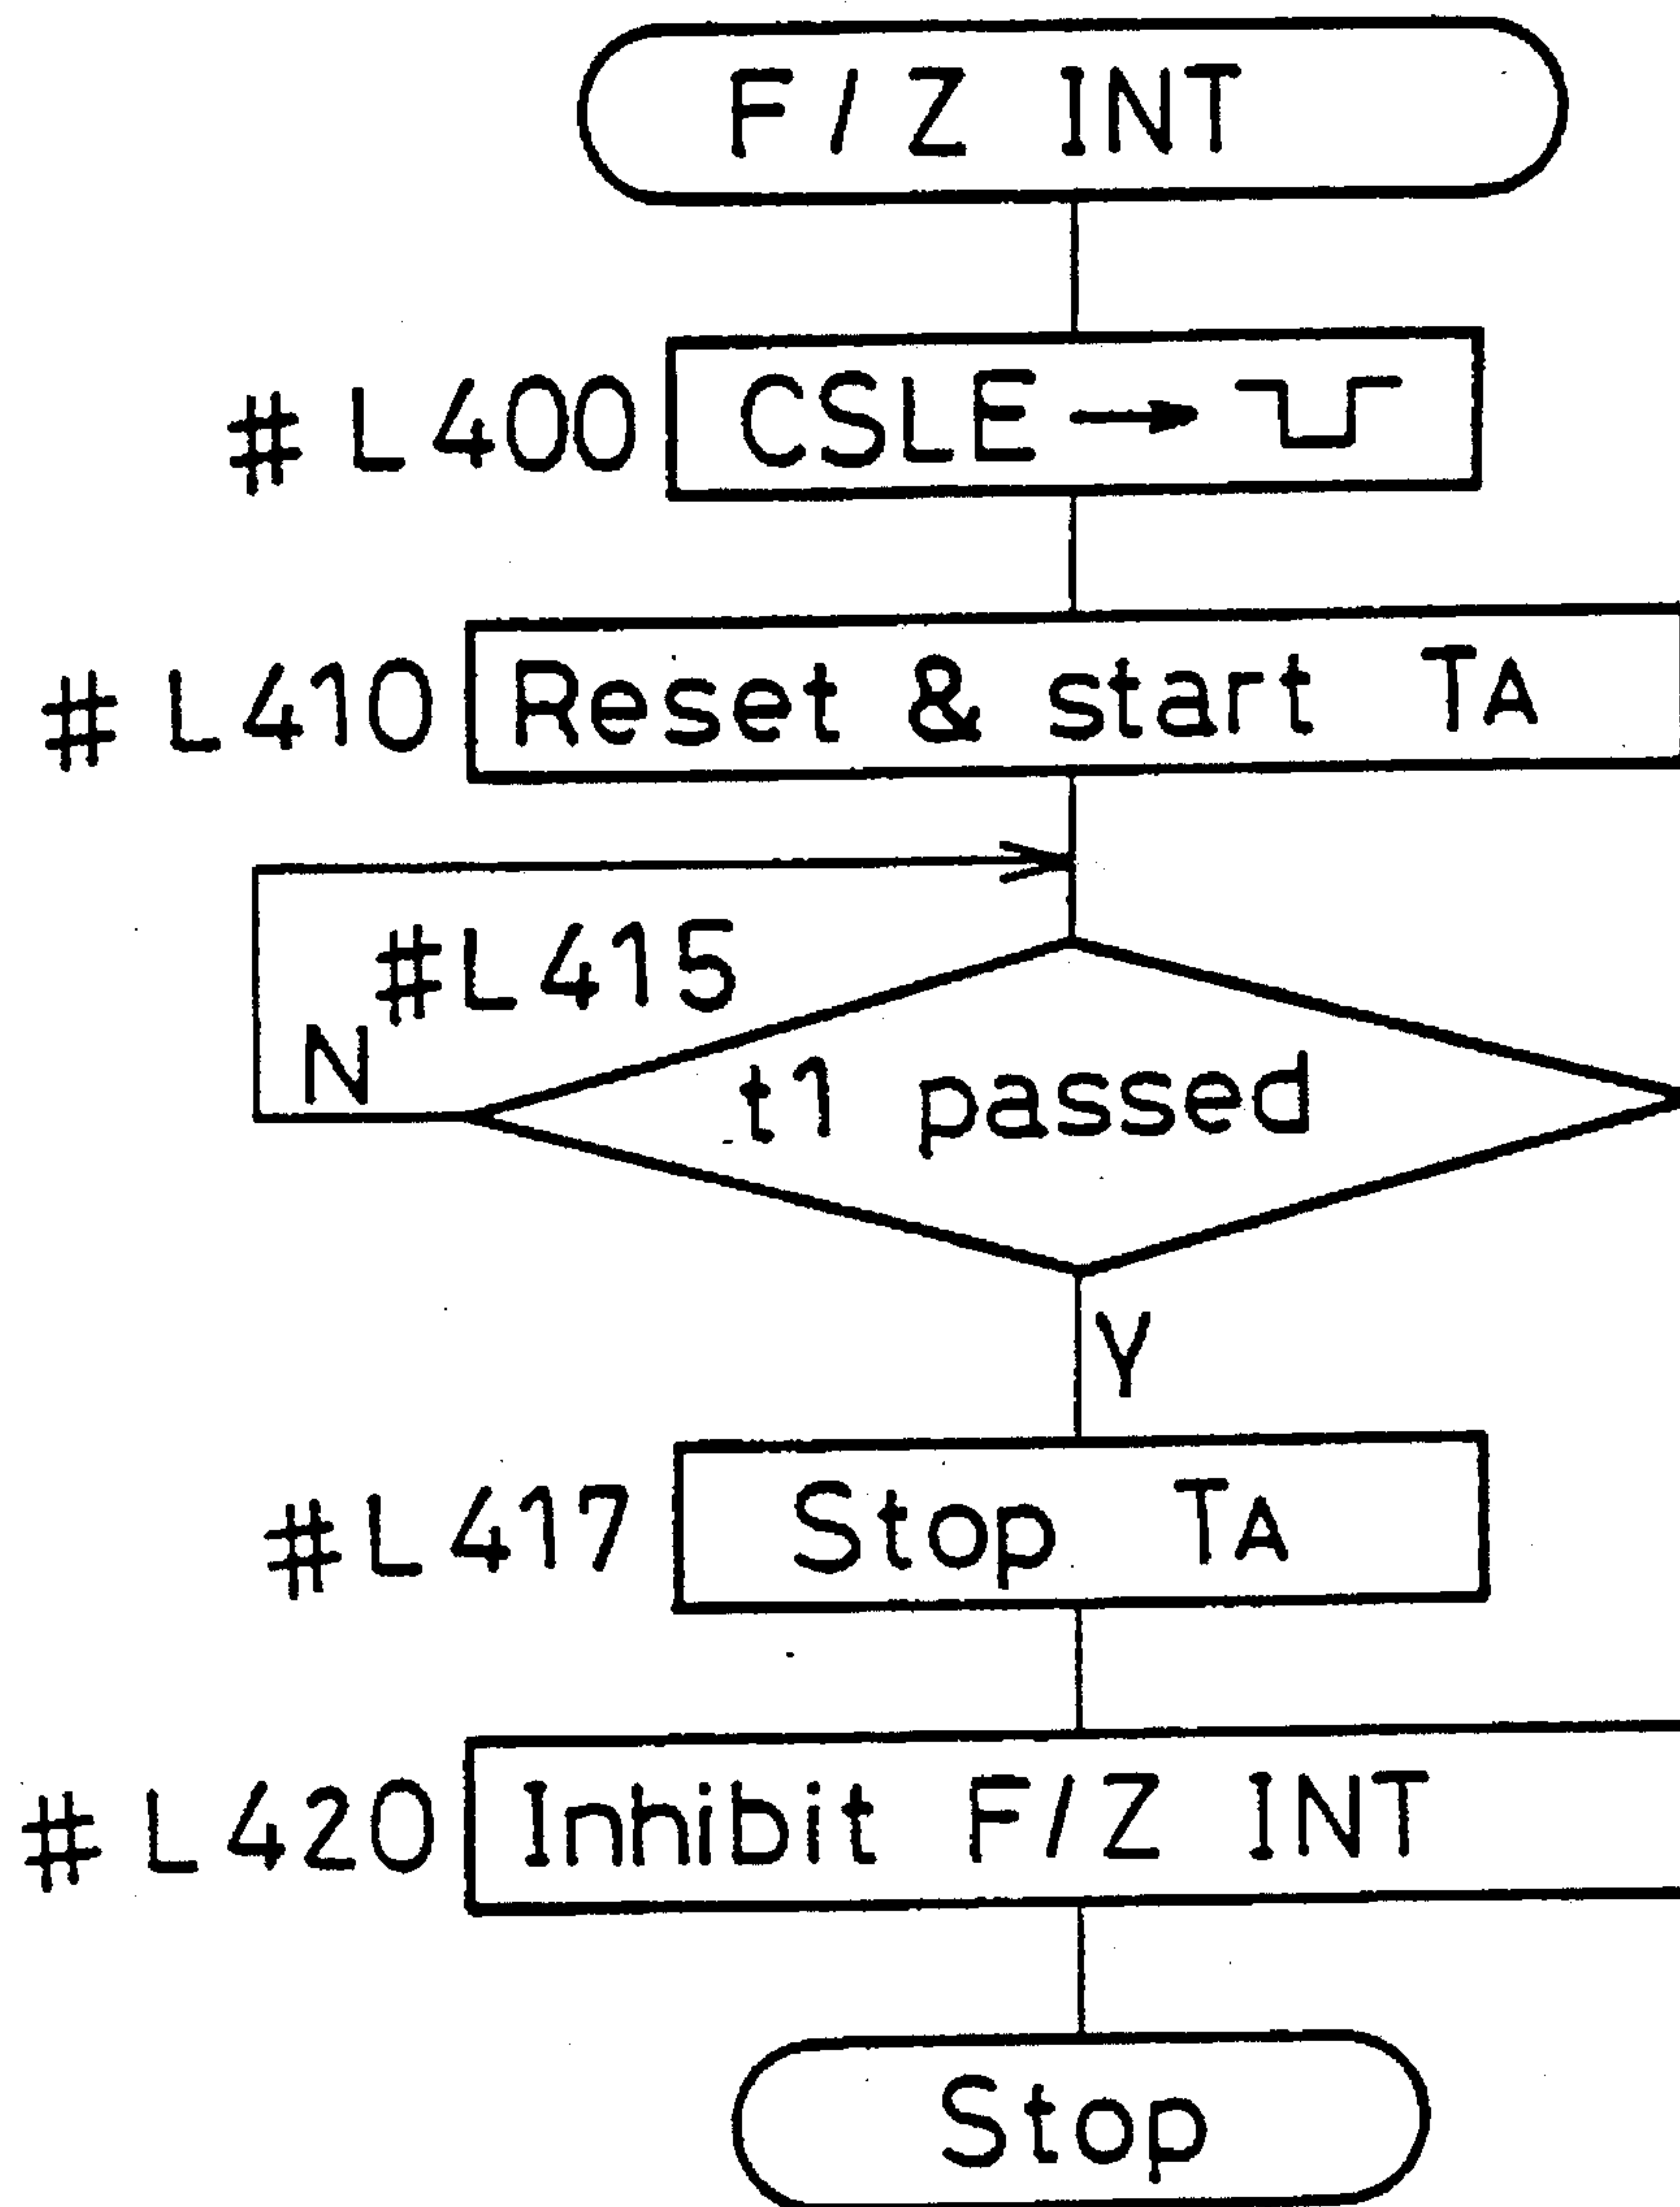 F/Z INT
#L400 CSLE →
#L410 Reset & start TA
#L415
N
t1 passed
Y
#L417 Stop TA
#L420 Inhibit F/Z INT
Stop